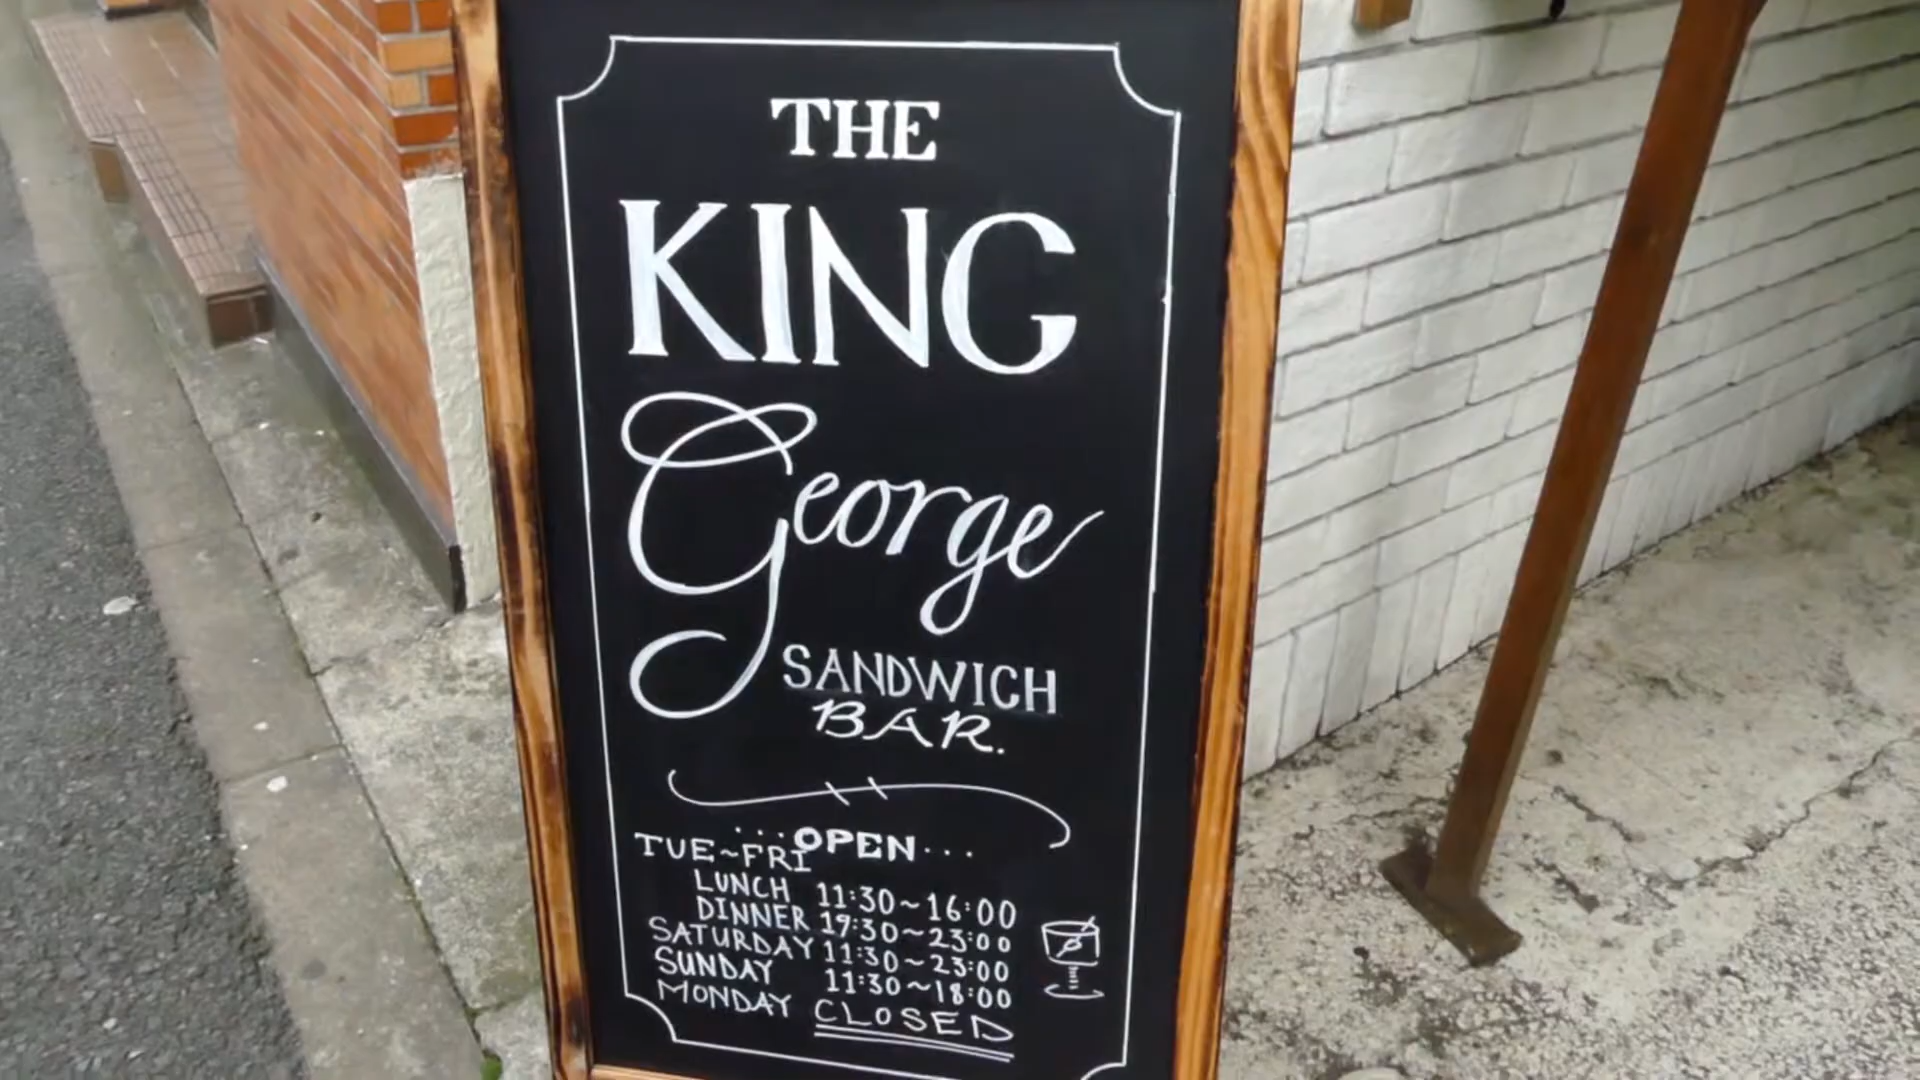 THE
KING
George
SANDWICH
BAR.
...OPEN...
TUE~FRI
LUNCH 11:30~16:00
DINNER 19:30~23:00
SATURDAY 11:30~23:00
SUNDAY 11:30~18:00
MONDAY CLOSED